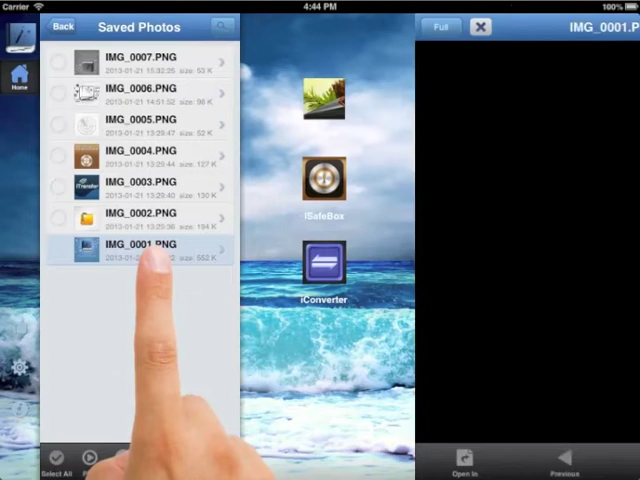 Carrier 4:44 PM 100%
Back Saved Photos
Home
IMG_0007.PNG
2013-01-21 15:32:25 size: 53 K
IMG_0006.PNG
2013-01-21 14:51:52 size: 98 K
IMG_0005.PNG
2013-01-21 13:29:47 size: 52 K
IMG_0004.PNG
2013-01-21 13:29:44 size: 127 K
iTransfer
IMG_0003.PNG
2013-01-21 13:29:40 size: 130 K
IMG_0002.PNG
2013-01-21 13:29:36 size: 194 K
IMG_0001.PNG
size: 552 K
Select All
iSafeBox
iConverter
Full IMG_0001.P
Open In Previous